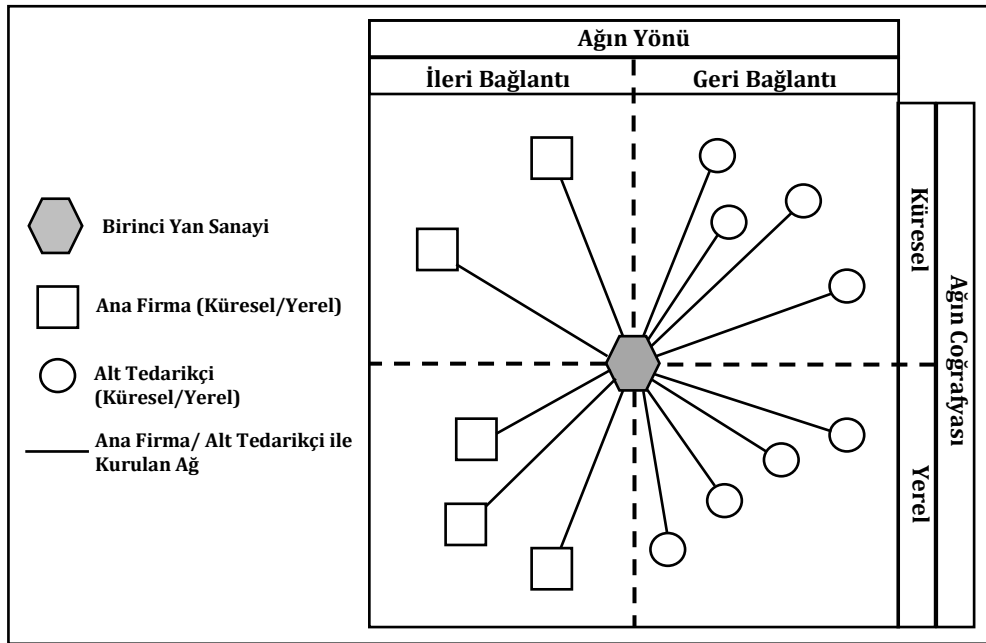 Ağın Yönü
İleri Bağlantı
Geri Bağlantı
Küresel
Yerel
Ağın Coğrafyası
Birinci Yan Sanayi
Ana Firma (Küresel/Yerel)
Alt Tedarikçi
(Küresel/Yerel)
Ana Firma/ Alt Tedarikçi ile
Kurulan Ağ